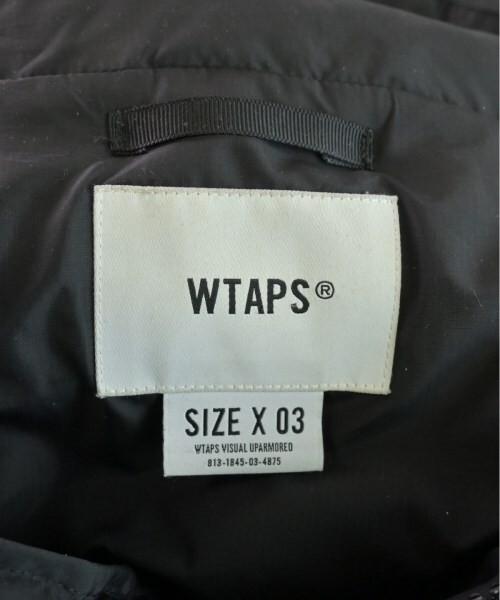 WTAPS®
SIZE X 03
WTAPS VISUAL UPARMORED
813-1845-03-4875